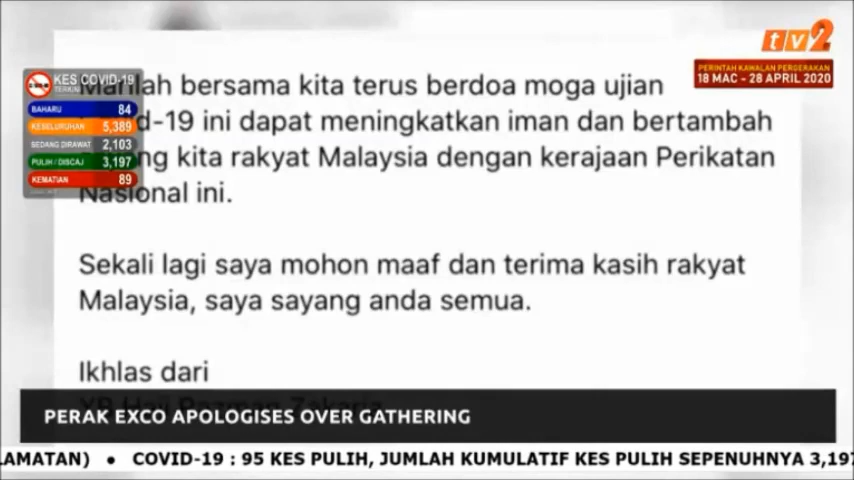 tv2
PERINTAH KAWALAN PERGERAKAN
18 MAC - 28 APRIL 2020
KES COVID-19
TERKINI
BAHARU 84
KESELURUHAN 5,389
SEDANG DIRAWAT 2,103
PULIH / DISCAJ 3,197
KEMATIAN 89
bersama kita terus berdoa moga ujian
-19 ini dapat meningkatkan iman dan bertambah
kita rakyat Malaysia dengan kerajaan Perikatan
Nasional ini.
Sekali lagi saya mohon maaf dan terima kasih rakyat
Malaysia, saya sayang anda semua.
Ikhlas dari
PERAK EXCO APOLOGISES OVER GATHERING
LAMATAN) • COVID-19 : 95 KES PULIH, JUMLAH KUMULATIF KES PULIH SEPENUHNYA 3,197